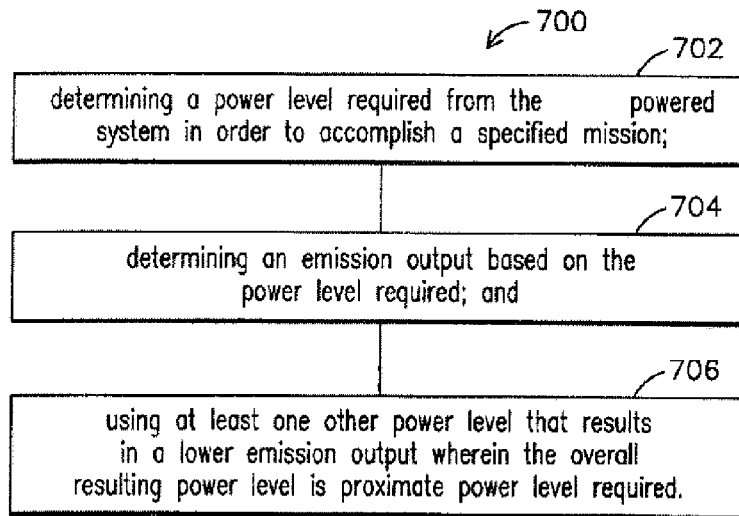 700
702
determining a power level required from the powered
system in order to accomplish a specified mission;
704
determining an emission output based on the
power level required; and
706
using at least one other power level that results
in a lower emission output wherein the overall
resulting power level is proximate power level required.